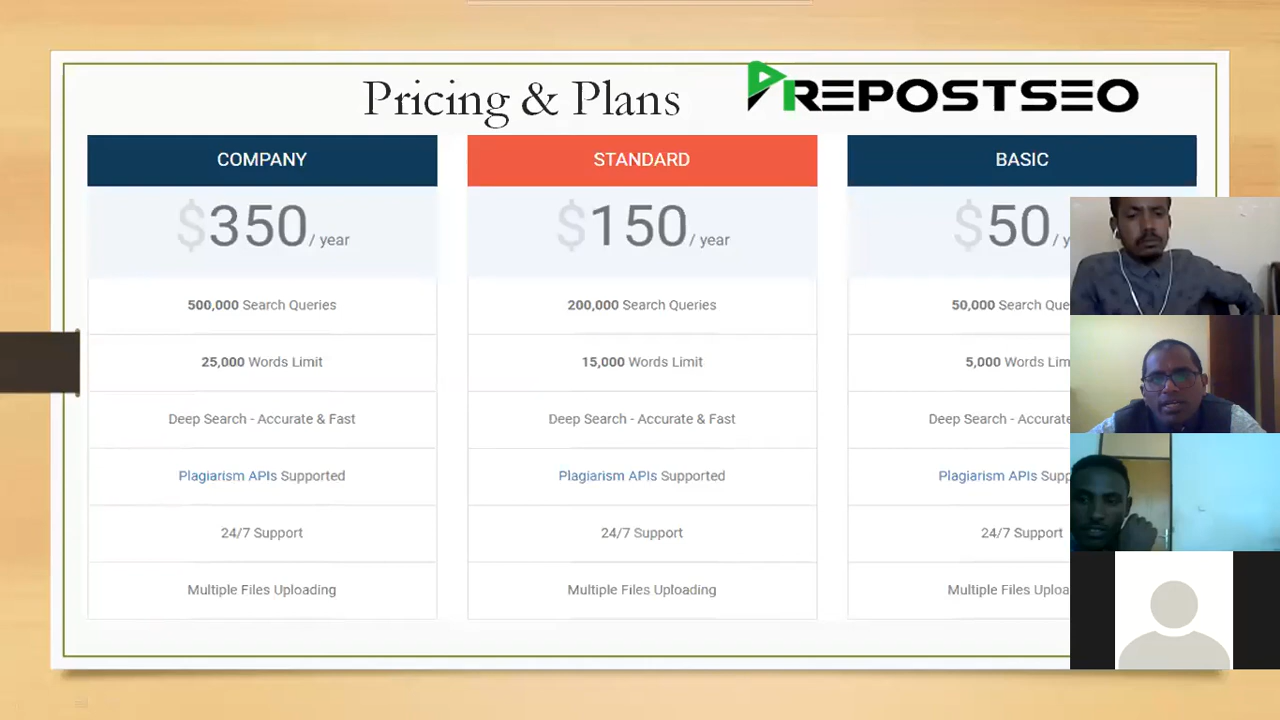 Pricing & Plans
REPOSTSEO
COMPANY
$350 / year
500,000 Search Queries
25,000 Words Limit
Deep Search - Accurate & Fast
Plagiarism APIs Supported
24/7 Support
Multiple Files Uploading
STANDARD
$150 / year
200,000 Search Queries
15,000 Words Limit
Deep Search - Accurate & Fast
Plagiarism APIs Supported
24/7 Support
Multiple Files Uploading
BASIC
$50 /
50,000 Search
5,000 Words
Deep Search
Plagiarism APIs
24/7 Support
Multiple Files